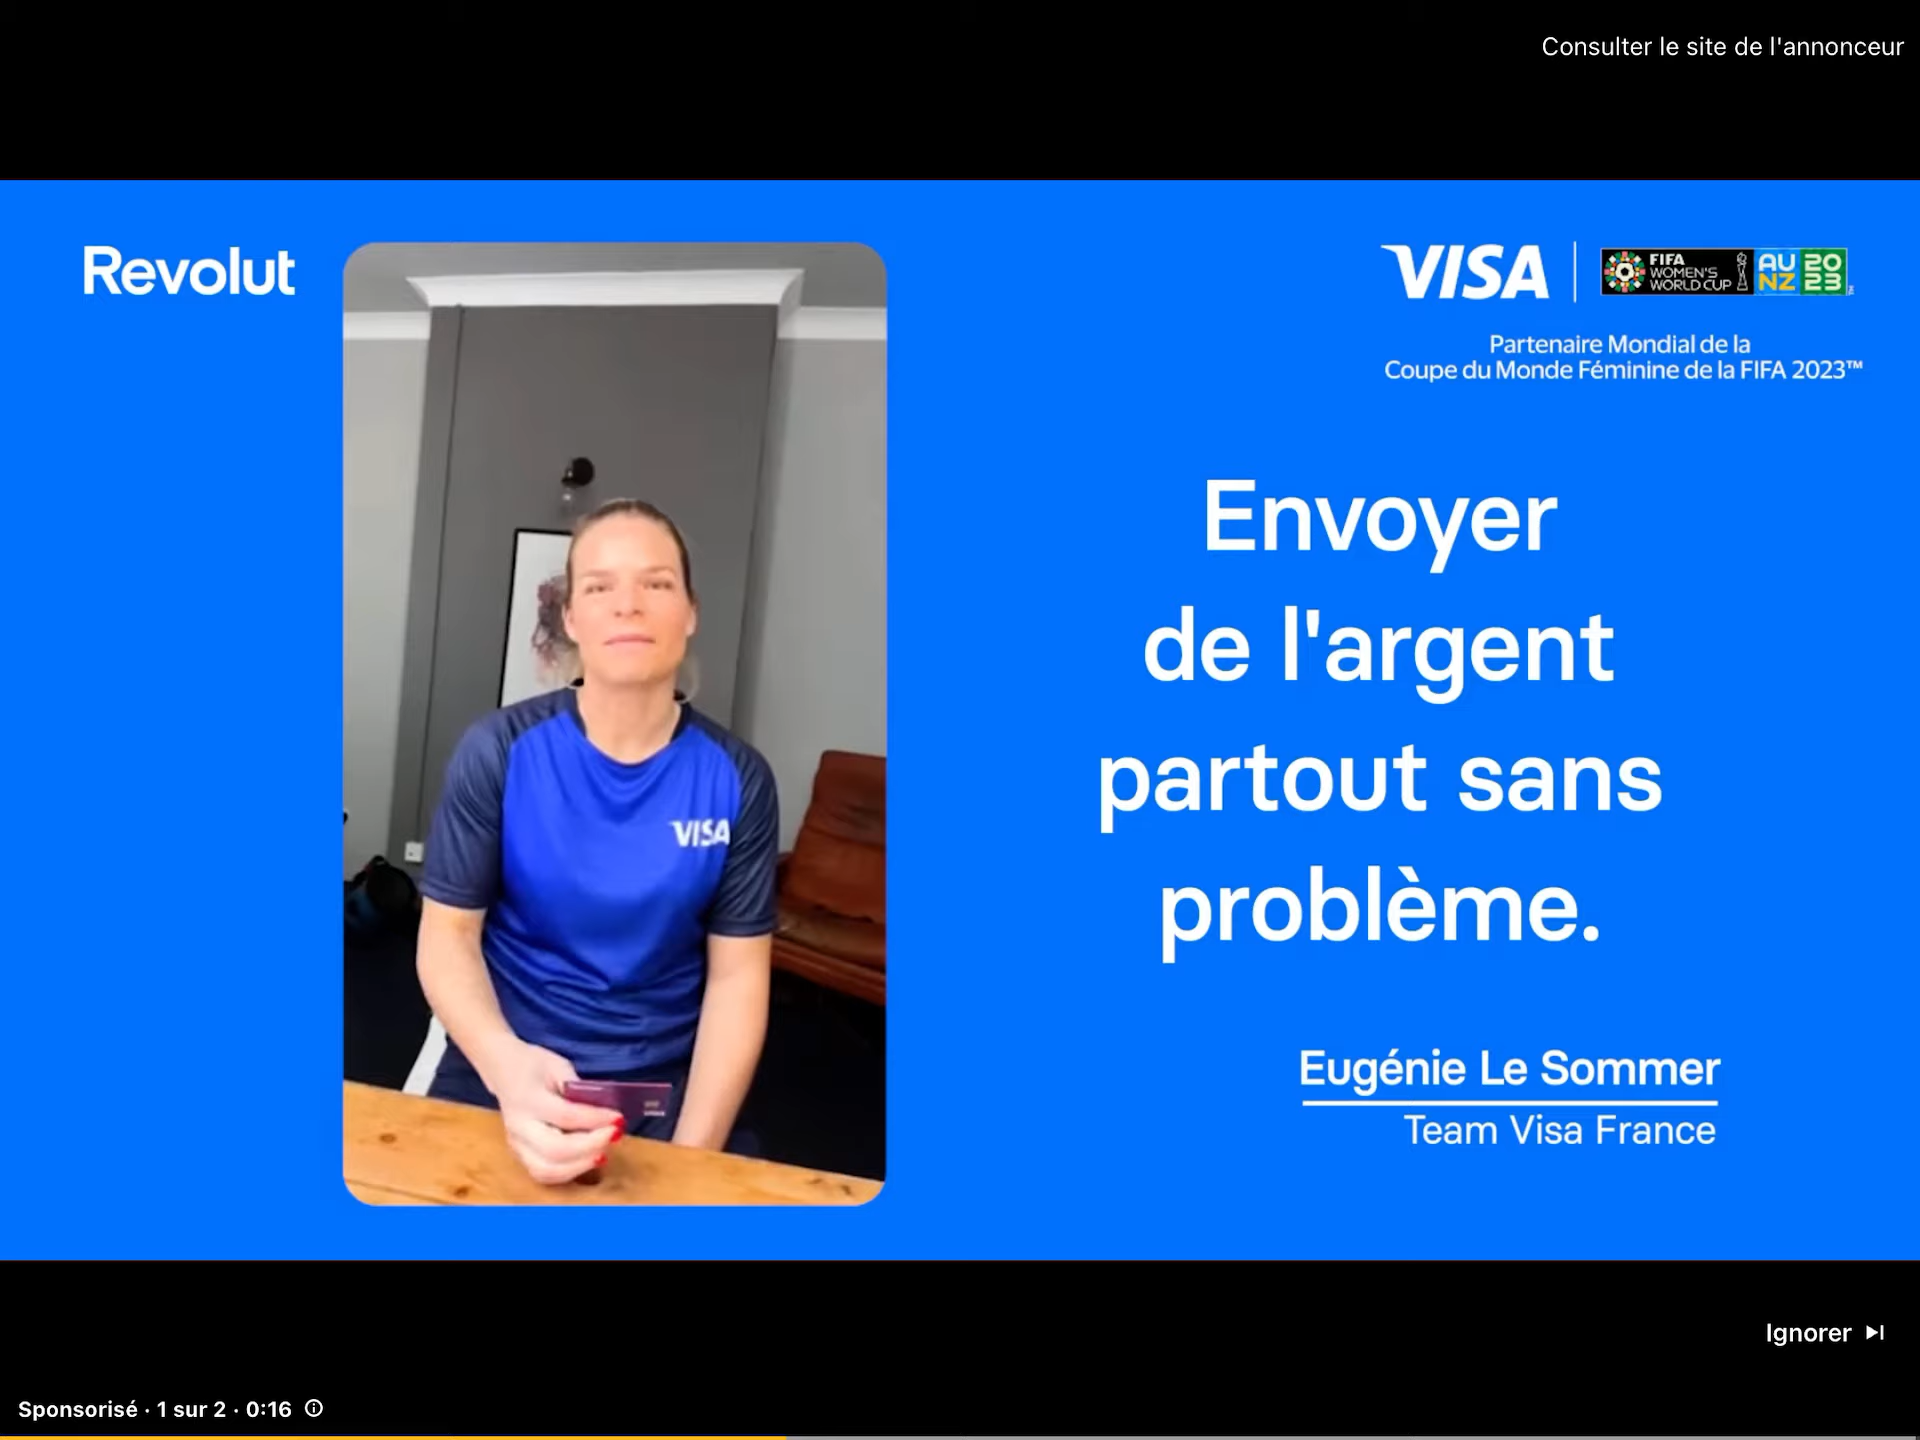 Consulter le site de l'annonceur
Revolut
VISA
FIFA
WOMEN'S
WORLD CUP
AU
NZ
20
23
™
Partenaire Mondial de la
Coupe du Monde Féminine de la FIFA 2023™
Envoyer
de l'argent
partout sans
problème.
VISA
Eugénie Le Sommer
Team Visa France
Ignorer
Sponsorisé · 1 sur 2 · 0:16